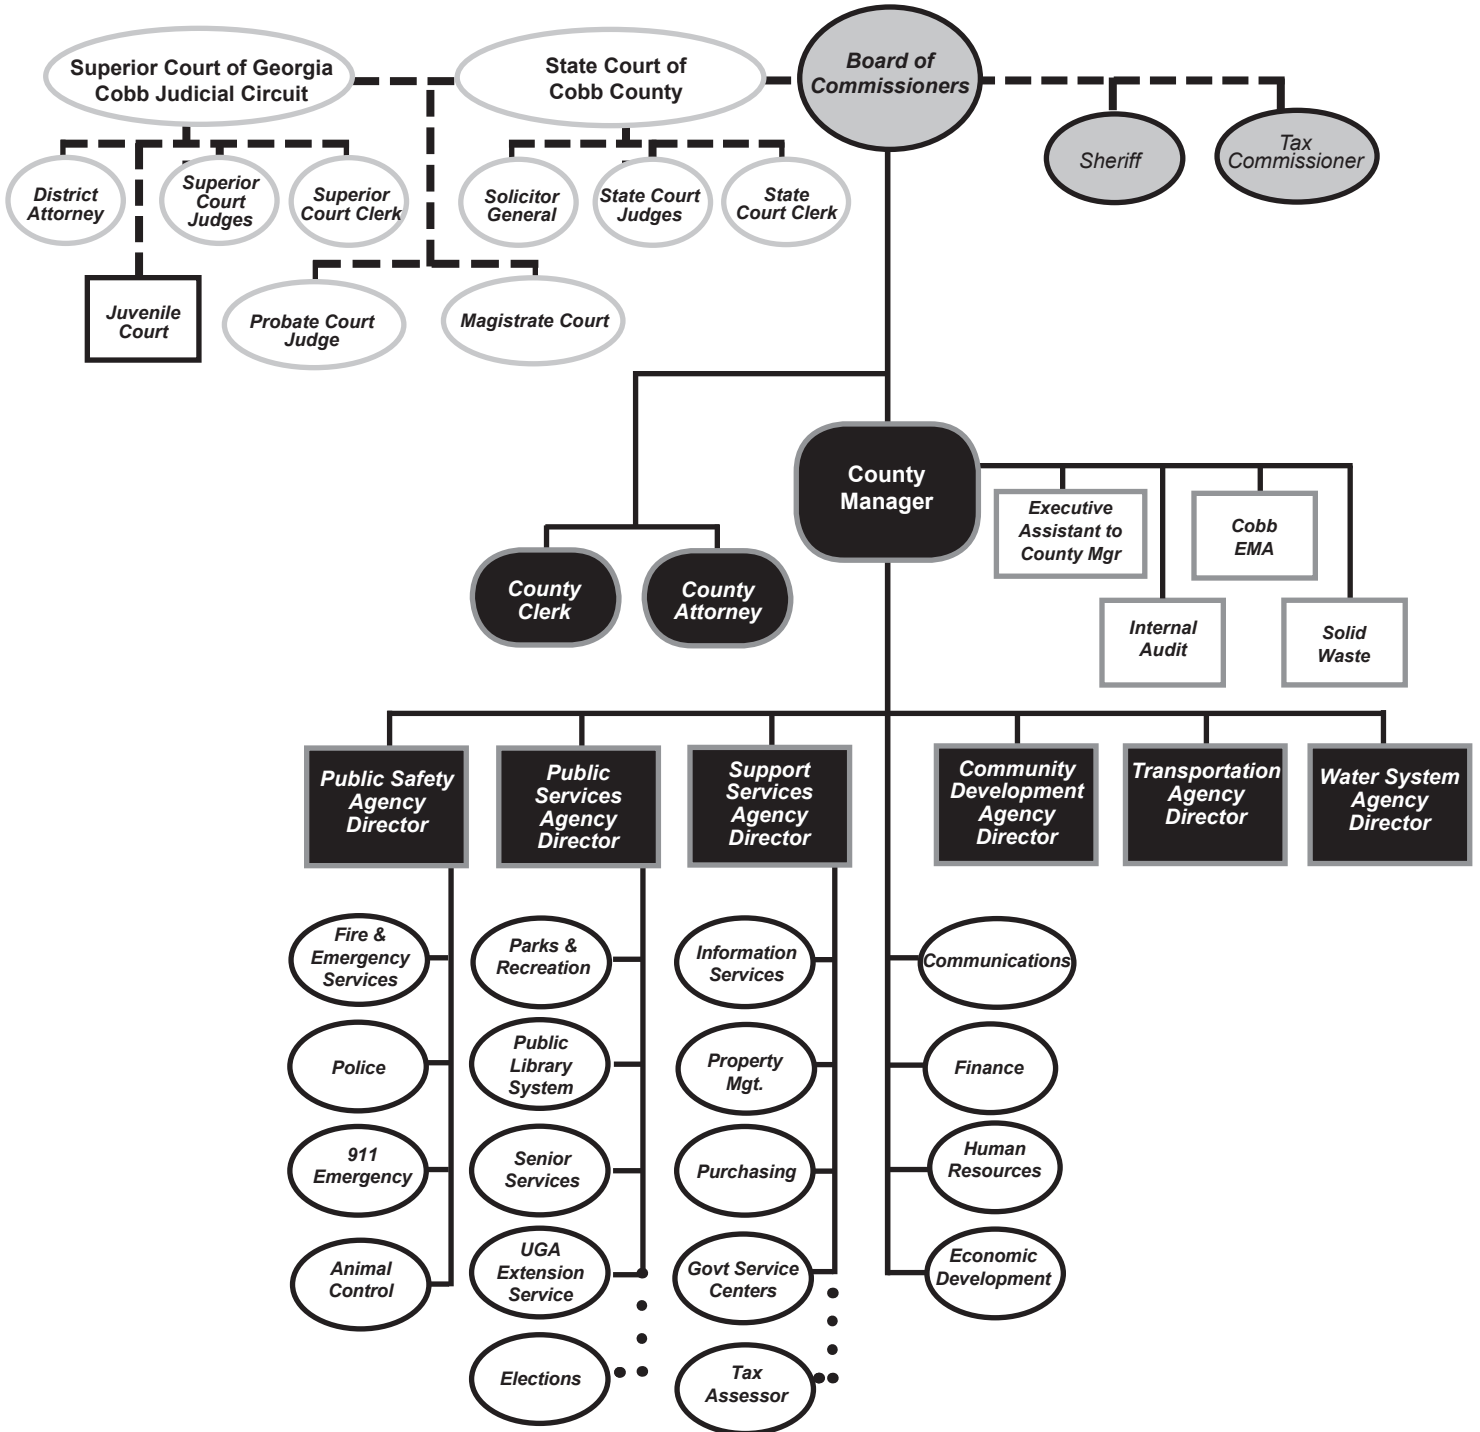 Superior Court of Georgia
Cobb Judicial Circuit
State Court of
Cobb County
Board of
Commissioners
Sheriff
Tax
Commissioner
District
Attorney
Superior
Court
Judges
Superior
Court Clerk
Solicitor
General
State Court
Judges
State
Court Clerk
Juvenile
Court
Probate Court
Judge
Magistrate Court
County
Manager
Executive
Assistant to
County Mgr
Cobb
EMA
Internal
Audit
Solid
Waste
County
Clerk
County
Attorney
Public Safety
Agency
Director
Public
Services
Agency
Director
Support
Services
Agency
Director
Community
Development
Agency
Director
Transportation
Agency
Director
Water System
Agency
Director
Fire &
Emergency
Services
Parks &
Recreation
Information
Services
Communications
Police
Public
Library
System
Property
Mgt.
Finance
911
Emergency
Senior
Services
Purchasing
Human
Resources
Animal
Control
UGA
Extension
Service
Govt Service
Centers
Economic
Development
Elections
Tax
Assessor